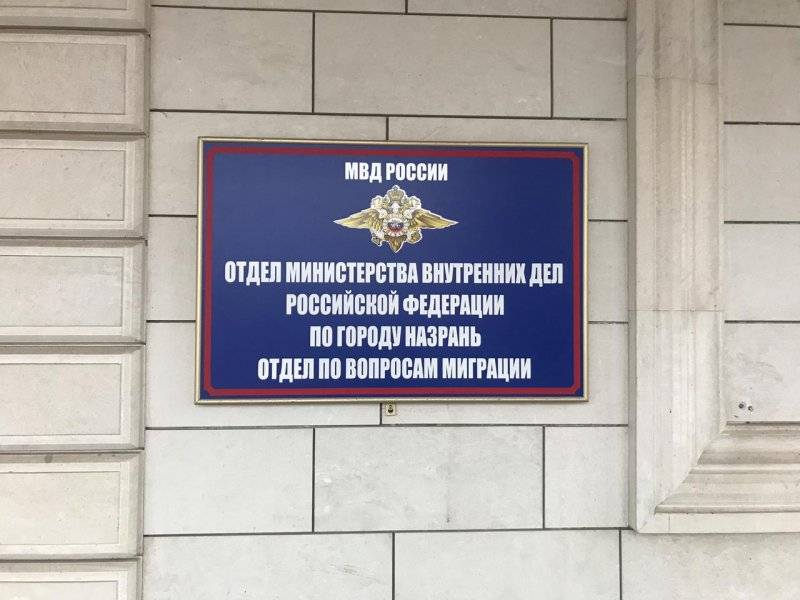 МВД РОССИИ
ОТДЕЛ МИНИСТЕРСТВА ВНУТРЕННИХ ДЕЛ
РОССИЙСКОЙ ФЕДЕРАЦИИ
ПО ГОРОДУ НАЗРАНЬ
ОТДЕЛ ПО ВОПРОСАМ МИГРАЦИИ